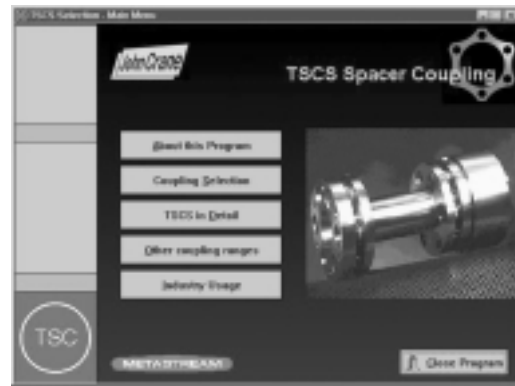 TSCS Selection - Main Menu
John Crane
TSCS Spacer Coupling
About this Program
Coupling Selection
TSCS in Detail
Other coupling ranges
Industry Usage
TSC
METASTREAM
Close Program